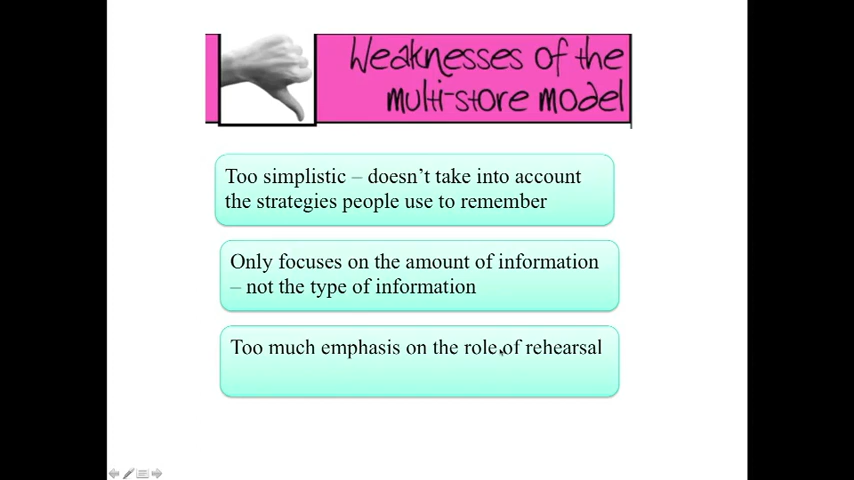 Weaknesses of the
multi-store model
Too simplistic – doesn’t take into account
the strategies people use to remember
Only focuses on the amount of information
– not the type of information
Too much emphasis on the role of rehearsal